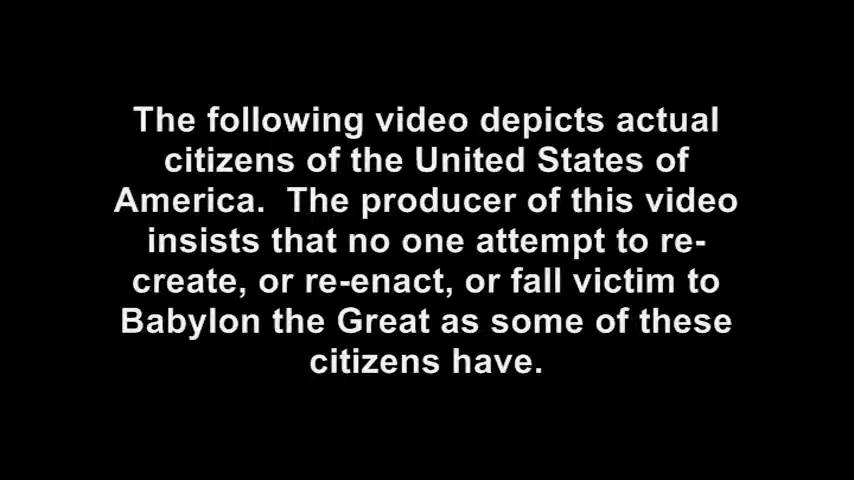 The following video depicts actual
citizens of the United States of
America.  The producer of this video
insists that no one attempt to re-
create, or re-enact, or fall victim to
Babylon the Great as some of these
citizens have.